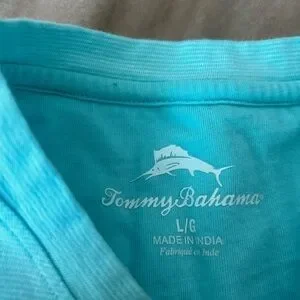 Tommy Bahama
L/G
MADE IN INDIA
Fabriqué en Inde